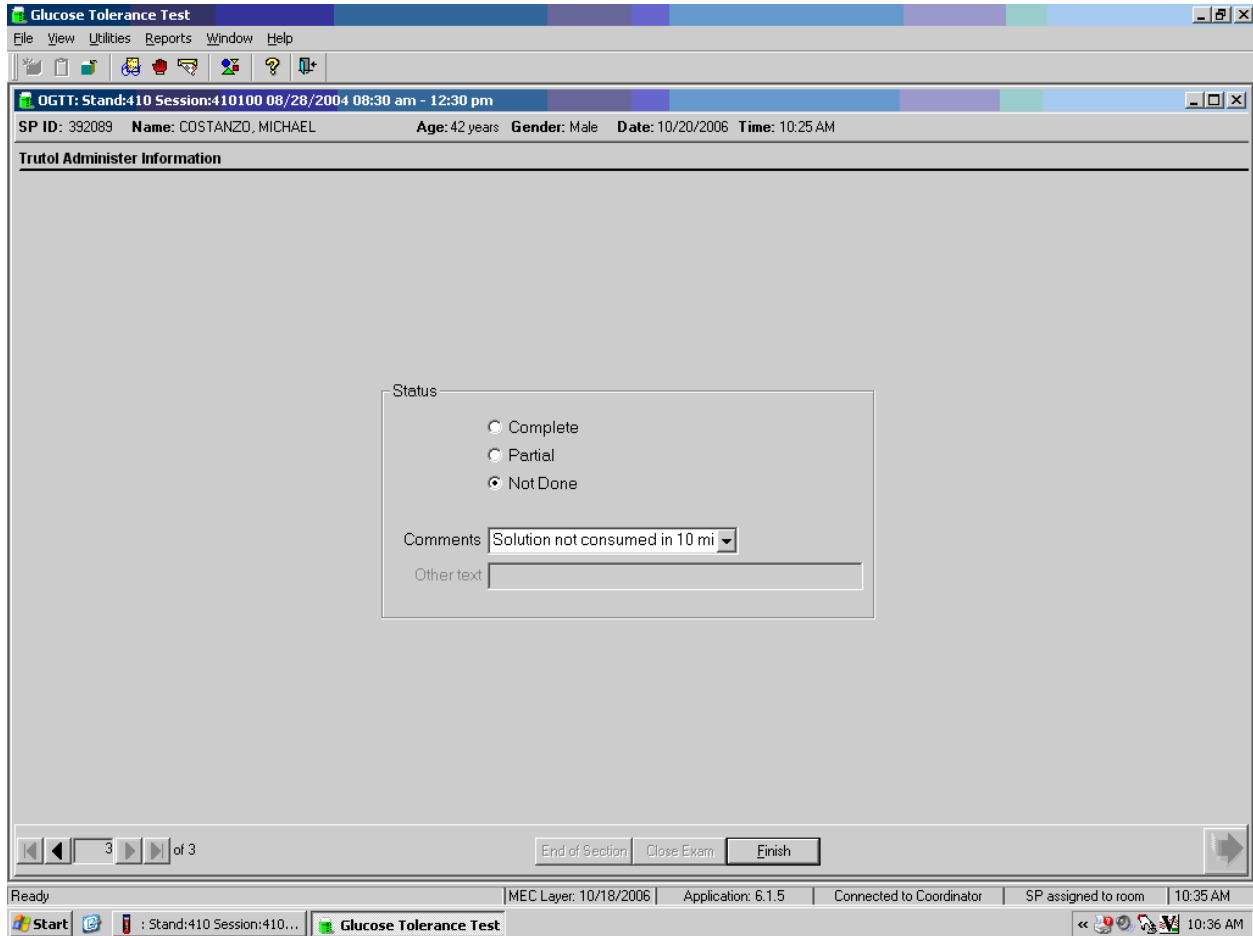 Glucose Tolerance Test
File View Utilities Reports Window Help
OGTT: Stand:410 Session:410100 08/28/2004 08:30 am - 12:30 pm
SP ID: 392089 Name: COSTANZO, MICHAEL Age: 42 years Gender: Male Date: 10/20/2006 Time: 10:25 AM
Trutol Administer Information
Status
Complete
Partial
Not Done
Comments Solution not consumed in 10 mi
Other text
3 of 3 End of Section Close Exam Finish
Ready MEC Layer: 10/18/2006 Application: 6.1.5 Connected to Coordinator SP assigned to room 10:35 AM
Start : Stand:410 Session:410... Glucose Tolerance Test « 10:36 AM